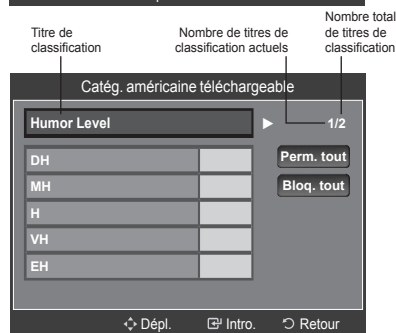 Titre de
classification
Nombre de titres de
classification actuels
Nombre total
de titres de
classification
Catég. américaine téléchargeable
Humor Level
1/2
DH
MH
H
VH
EH
Perm. tout
Bloq. tout
Dépl.
Intro.
Retour